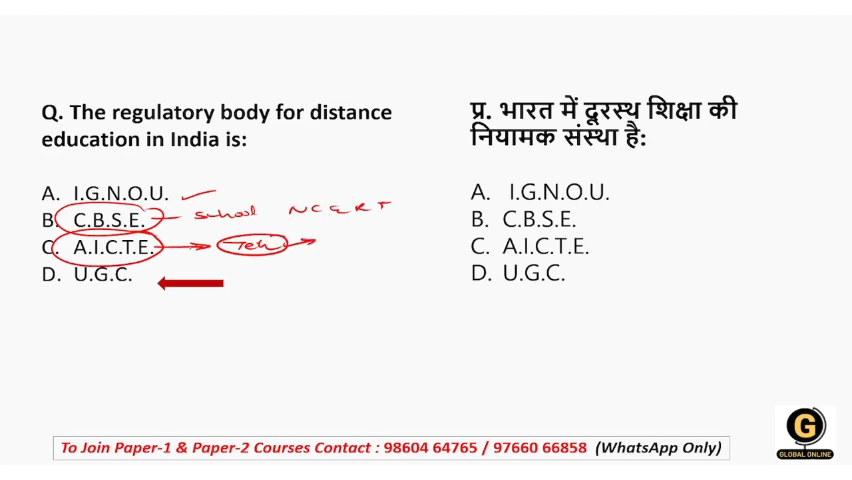 Q. The regulatory body for distance
education in India is:
A. I.G.N.O.U.
B. C.B.S.E. school NCERT
C. A.I.C.T.E. Tech
D. U.G.C.
प्र. भारत में दूरस्थ शिक्षा की
नियामक संस्था है:
A. I.G.N.O.U.
B. C.B.S.E.
C. A.I.C.T.E.
D. U.G.C.
G
GLOBAL ONLINE
To Join Paper-1 & Paper-2 Courses Contact : 98604 64765 / 97660 66858 (WhatsApp Only)